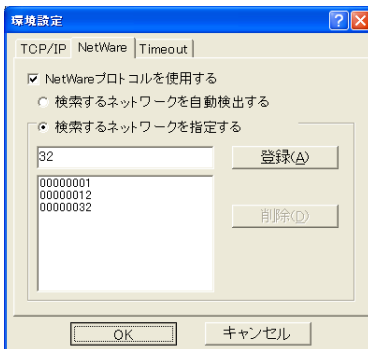 環境設定
TCP/IP NetWare Timeout
NetWareプロトコルを使用する
検索するネットワークを自動検出する
検索するネットワークを指定する
32
登録(A)
00000001
00000012
00000032
削除(D)
OK
キャンセル